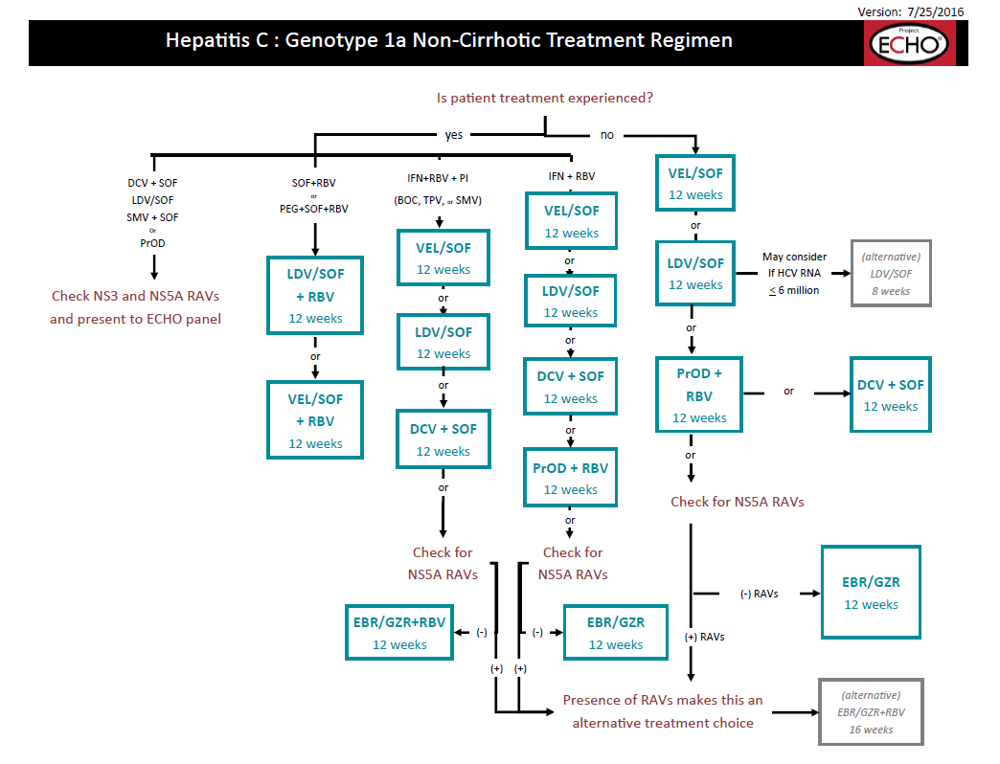 Version: 7/25/2016
Hepatitis C : Genotype 1a Non-Cirrhotic Treatment Regimen
Project
ECHO®
Is patient treatment experienced?
yes
no
DCV + SOF
LDV/SOF
SMV + SOF
Or
PrOD
Check NS3 and NS5A RAVs
and present to ECHO panel
SOF+RBV
or
PEG+SOF+RBV
LDV/SOF
+ RBV
12 weeks
or
VEL/SOF
+ RBV
12 weeks
IFN+RBV + PI
(BOC, TPV, or SMV)
VEL/SOF
12 weeks
or
LDV/SOF
12 weeks
or
DCV + SOF
12 weeks
or
Check for
NS5A RAVs
IFN + RBV
VEL/SOF
12 weeks
or
LDV/SOF
12 weeks
or
DCV + SOF
12 weeks
or
PrOD + RBV
12 weeks
or
Check for
NS5A RAVs
EBR/GZR+RBV
12 weeks
(-)
(-)
EBR/GZR
12 weeks
(+)
(+)
VEL/SOF
12 weeks
or
LDV/SOF
12 weeks
May consider
If HCV RNA
< 6 million
(alternative)
LDV/SOF
8 weeks
or
PrOD +
RBV
12 weeks
or
DCV + SOF
12 weeks
or
Check for NS5A RAVs
(-) RAVs
EBR/GZR
12 weeks
(+) RAVs
Presence of RAVs makes this an
alternative treatment choice
(alternative)
EBR/GZR+RBV
16 weeks